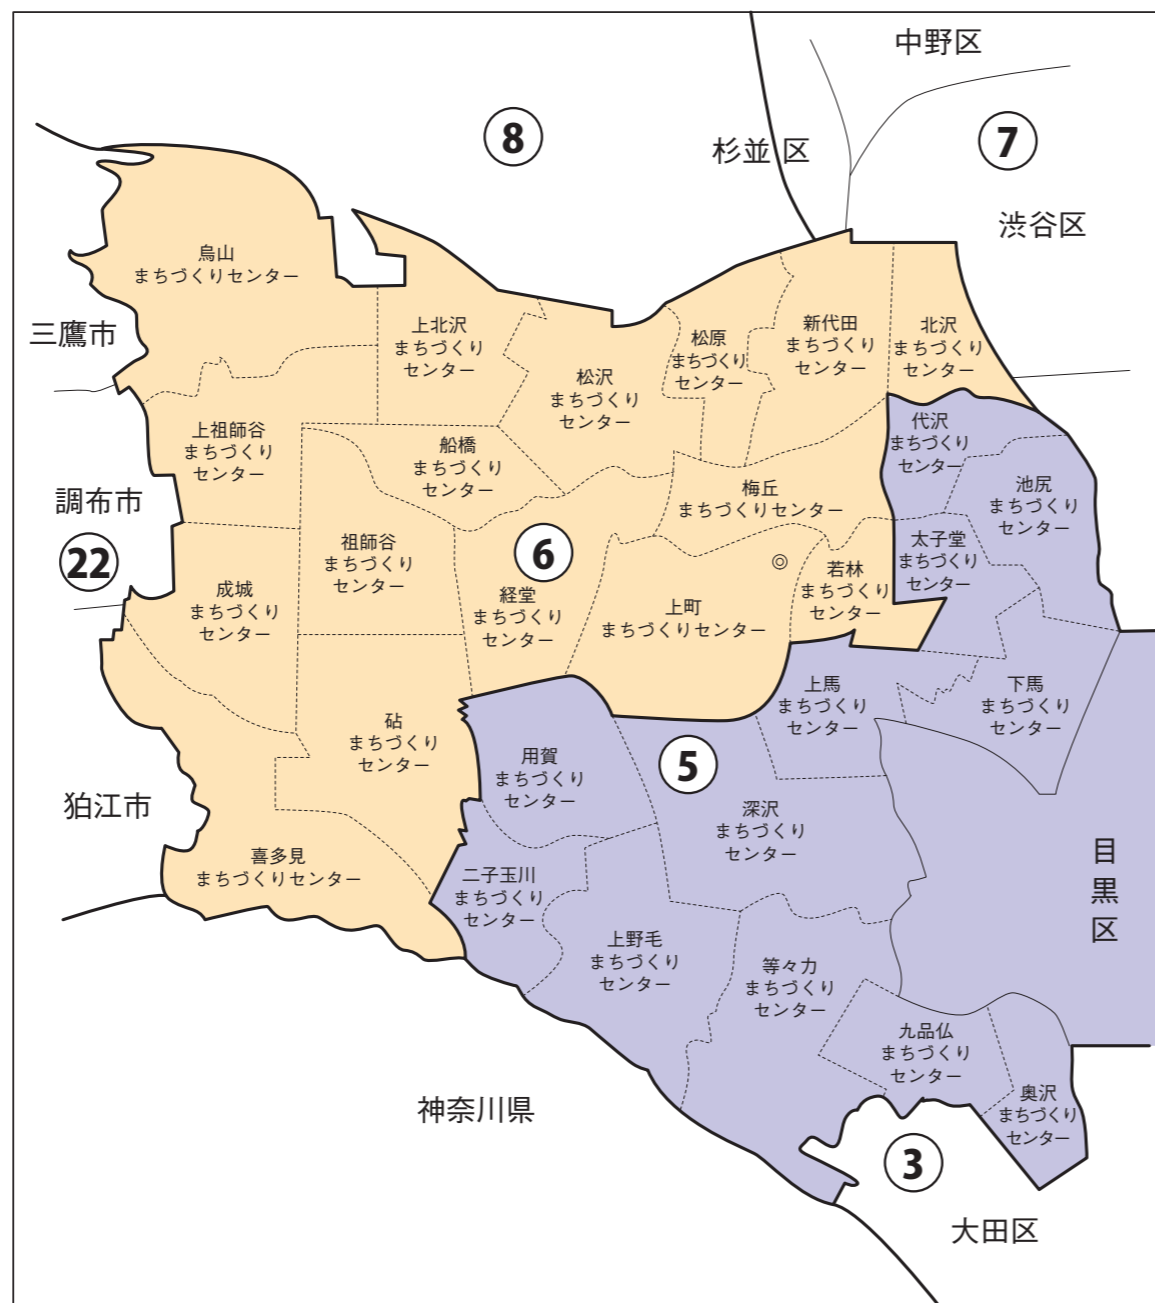 中野区
8
7
杉並区
渋谷区
烏山
まちづくりセンター
三鷹市
上北沢
まちづくり
センター
松沢
まちづくり
センター
松原
まちづくり
センター
新代田
まちづくり
センター
北沢
まちづくり
センター
上祖師谷
まちづくり
センター
船橋
まちづくり
センター
代沢
まちづくり
センター
池尻
まちづくり
センター
調布市
22
梅丘
まちづくりセンター
祖師谷
まちづくり
センター
6
太子堂
まちづくり
センター
成城
まちづくり
センター
経堂
まちづくり
センター
上町
まちづくりセンター
◎
若林
まちづくり
センター
砧
まちづくり
センター
上馬
まちづくり
センター
下馬
まちづくり
センター
用賀
まちづくり
センター
5
狛江市
深沢
まちづくり
センター
喜多見
まちづくりセンター
二子玉川
まちづくり
センター
目黒区
上野毛
まちづくり
センター
等々力
まちづくり
センター
九品仏
まちづくり
センター
奥沢
まちづくり
センター
神奈川県
3
大田区